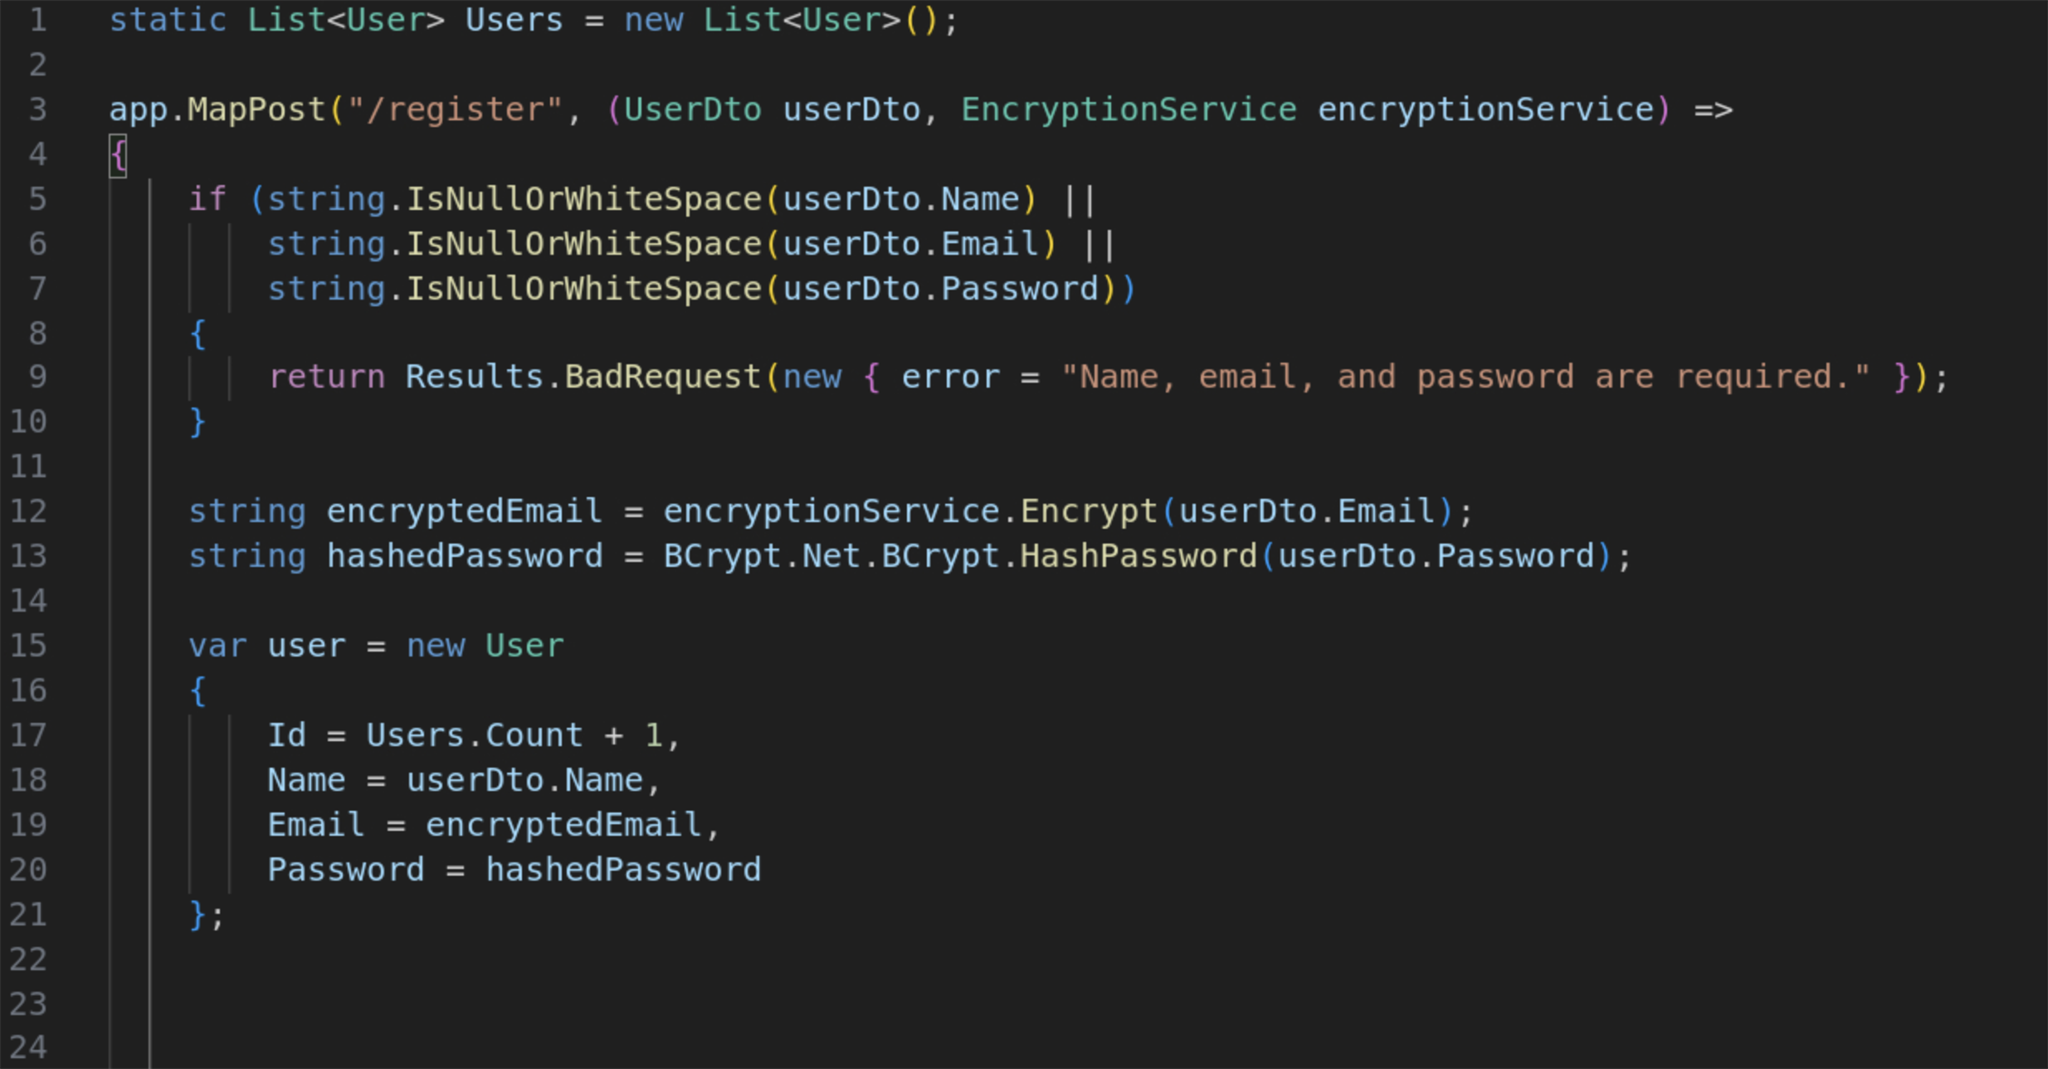 1 static List<User> Users = new List<User>();
2
3 app.MapPost("/register", (UserDto userDto, EncryptionService encryptionService) =>
4 {
5     if (string.IsNullOrWhiteSpace(userDto.Name) ||
6         string.IsNullOrWhiteSpace(userDto.Email) ||
7         string.IsNullOrWhiteSpace(userDto.Password))
8     {
9         return Results.BadRequest(new { error = "Name, email, and password are required." });
10     }
11
12     string encryptedEmail = encryptionService.Encrypt(userDto.Email);
13     string hashedPassword = BCrypt.Net.BCrypt.HashPassword(userDto.Password);
14
15     var user = new User
16     {
17         Id = Users.Count + 1,
18         Name = userDto.Name,
19         Email = encryptedEmail,
20         Password = hashedPassword
21     };
22
23
24